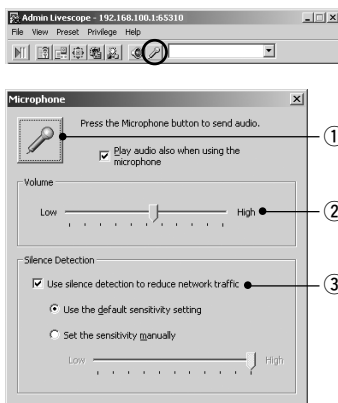 Admin Livescope - 192.168.100.1:65310
File View Preset Privilege Help
Microphone
Press the Microphone button to send audio.
Play audio also when using the
microphone
①
Volume
Low High
②
Silence Detection
Use silence detection to reduce network traffic
③
Use the default sensitivity setting
Set the sensitivity manually
Low High